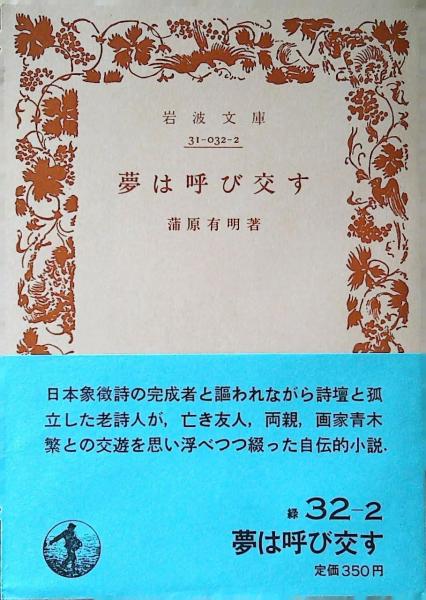 岩波文庫
31-032-2
夢は呼び交す
蒲原有明著
日本象徴詩の完成者と謳われながら詩壇と孤
立した老詩人が，亡き友人，両親，画家青木
繁との交遊を思い浮べつつ綴った自伝的小説．
緑 32-2
夢は呼び交す
定価350円